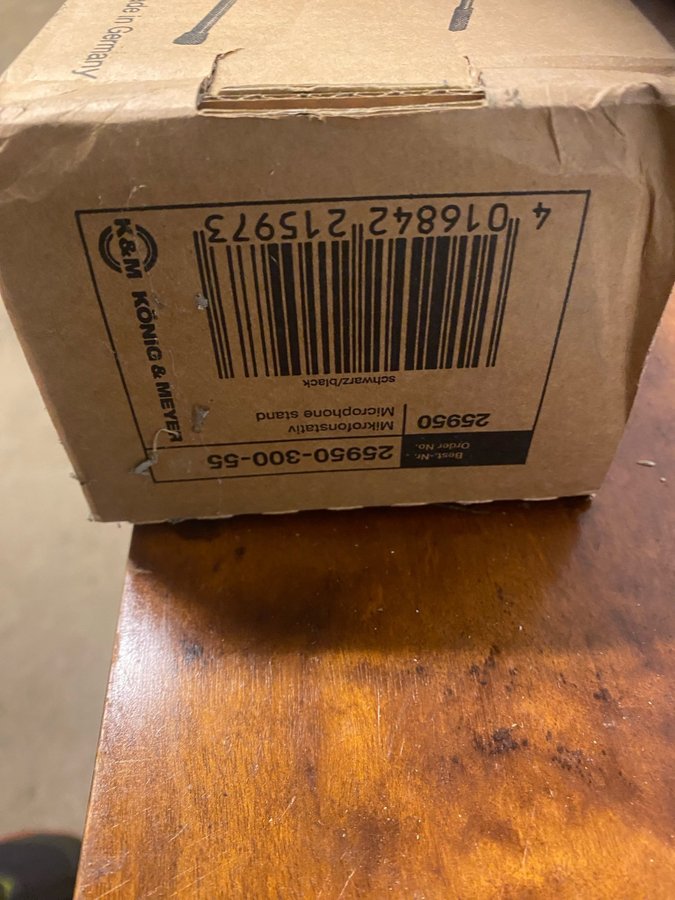 Best.-Nr.
Order No.
25950-300-55
25950
Mikrofonstativ
Microphone stand
schwarz/black
4 016842 215973
K&M KÖNIG & MEYER
in Germany